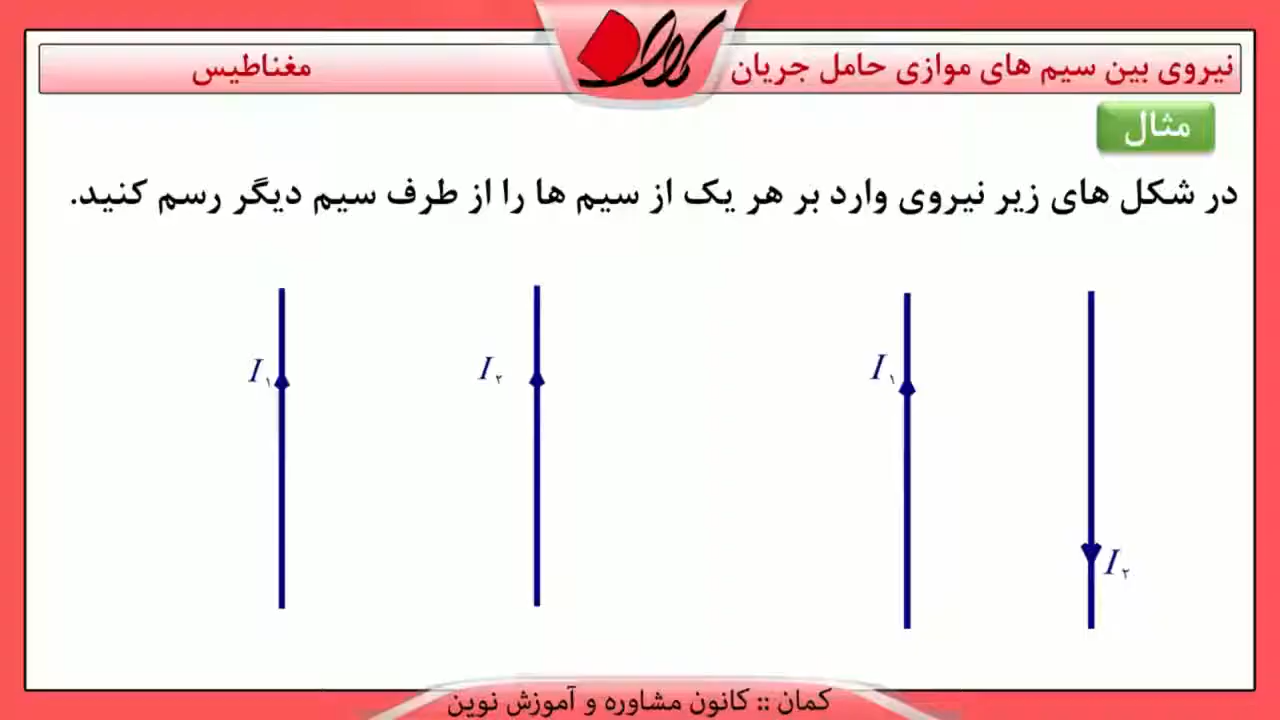 نیروی بین سیم های موازی حامل جریان
کمان
مغناطیس
مثال
در شکل های زیر نیروی وارد بر هر یک از سیم ها را از طرف سیم دیگر رسم کنید.
I۱
I۲
I۱
I۲
کمان :: کانون مشاوره و آموزش نوین